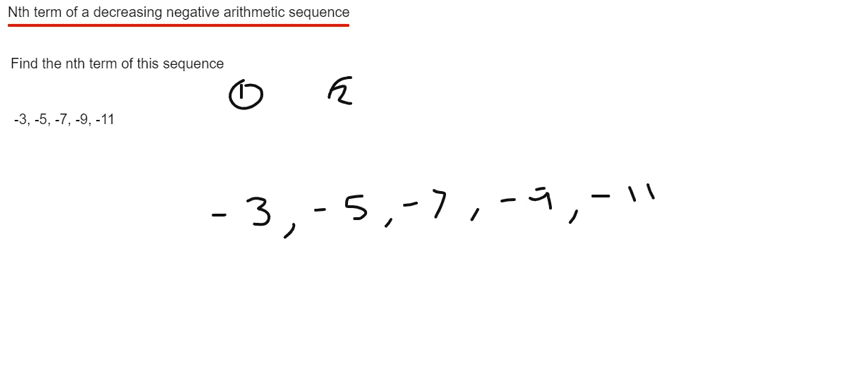 Nth term of a decreasing negative arithmetic sequence
Find the nth term of this sequence
① 2
-3, -5, -7, -9, -11
- 3, - 5, - 7, - 9, - 11